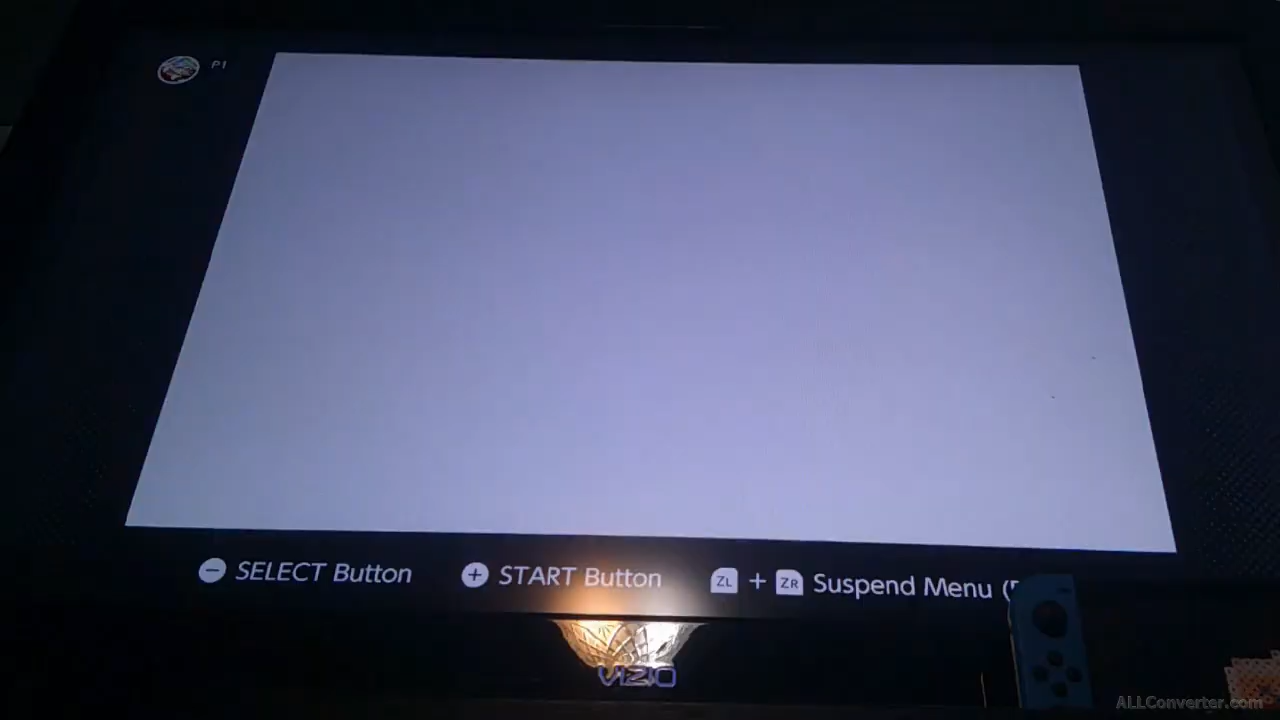 P1
SELECT Button
START Button
ZL + ZR Suspend Menu (
VIZIO
ALLConverter.com